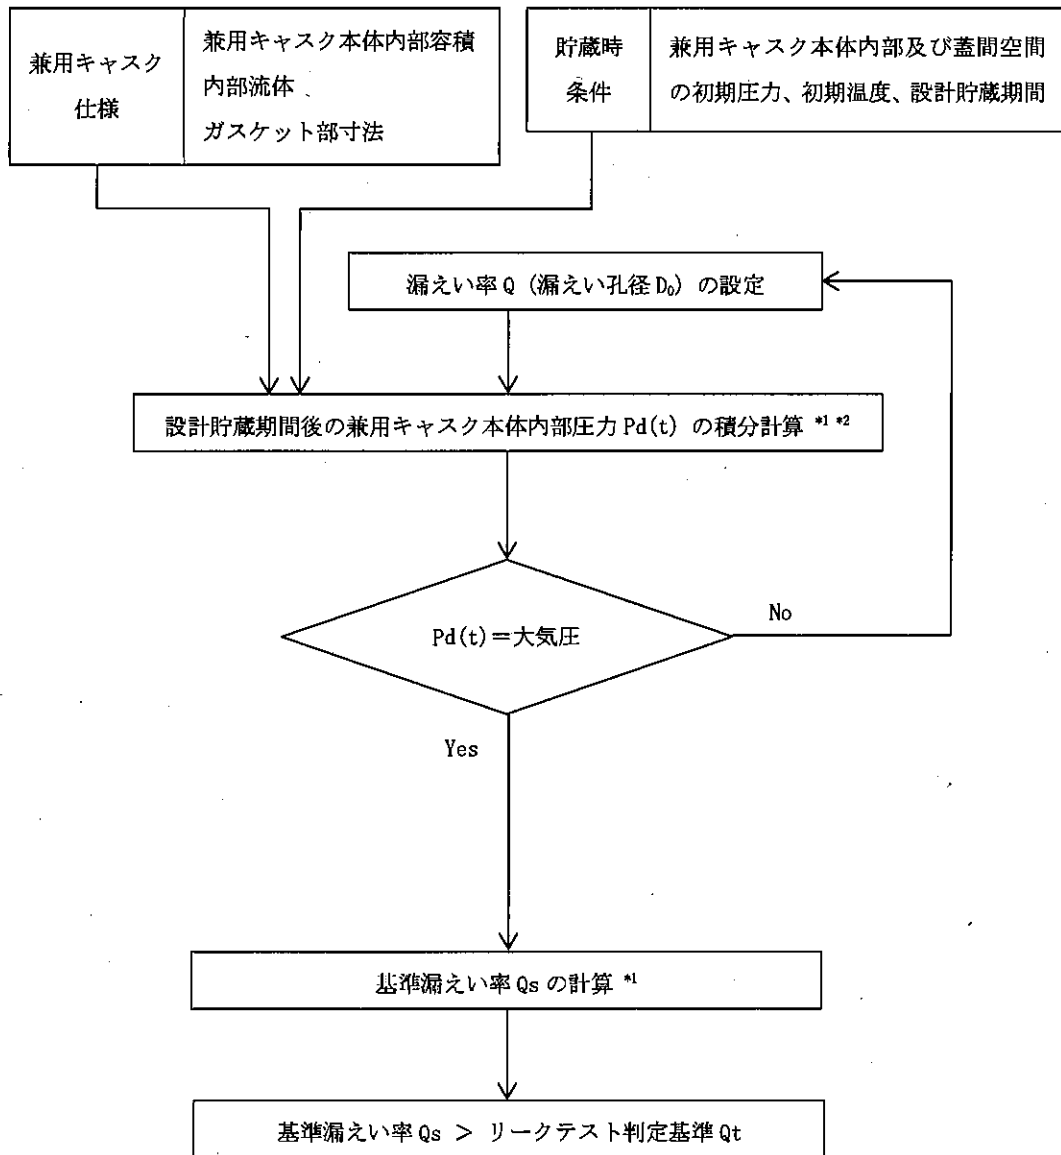 兼用キャスク
仕様
兼用キャスク本体内部容積
内部流体
ガスケット部寸法
貯蔵時
条件
兼用キャスク本体内部及び蓋間空間
の初期圧力、初期温度、設計貯蔵期間
漏えい率 Q (漏えい孔径 D₀) の設定
設計貯蔵期間後の兼用キャスク本体内部圧力 Pd(t) の積分計算 *1 *2
Pd(t)＝大気圧
No
Yes
基準漏えい率 Qs の計算 *1
基準漏えい率 Qs > リークテスト判定基準 Qt